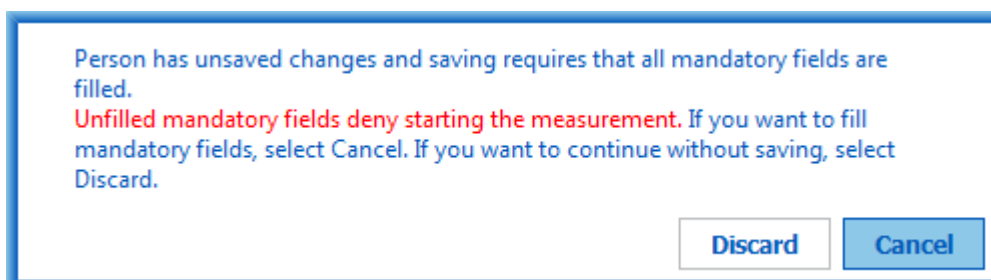 Person has unsaved changes and saving requires that all mandatory fields are
filled.
Unfilled mandatory fields deny starting the measurement. If you want to fill
mandatory fields, select Cancel. If you want to continue without saving, select
Discard.
Discard
Cancel